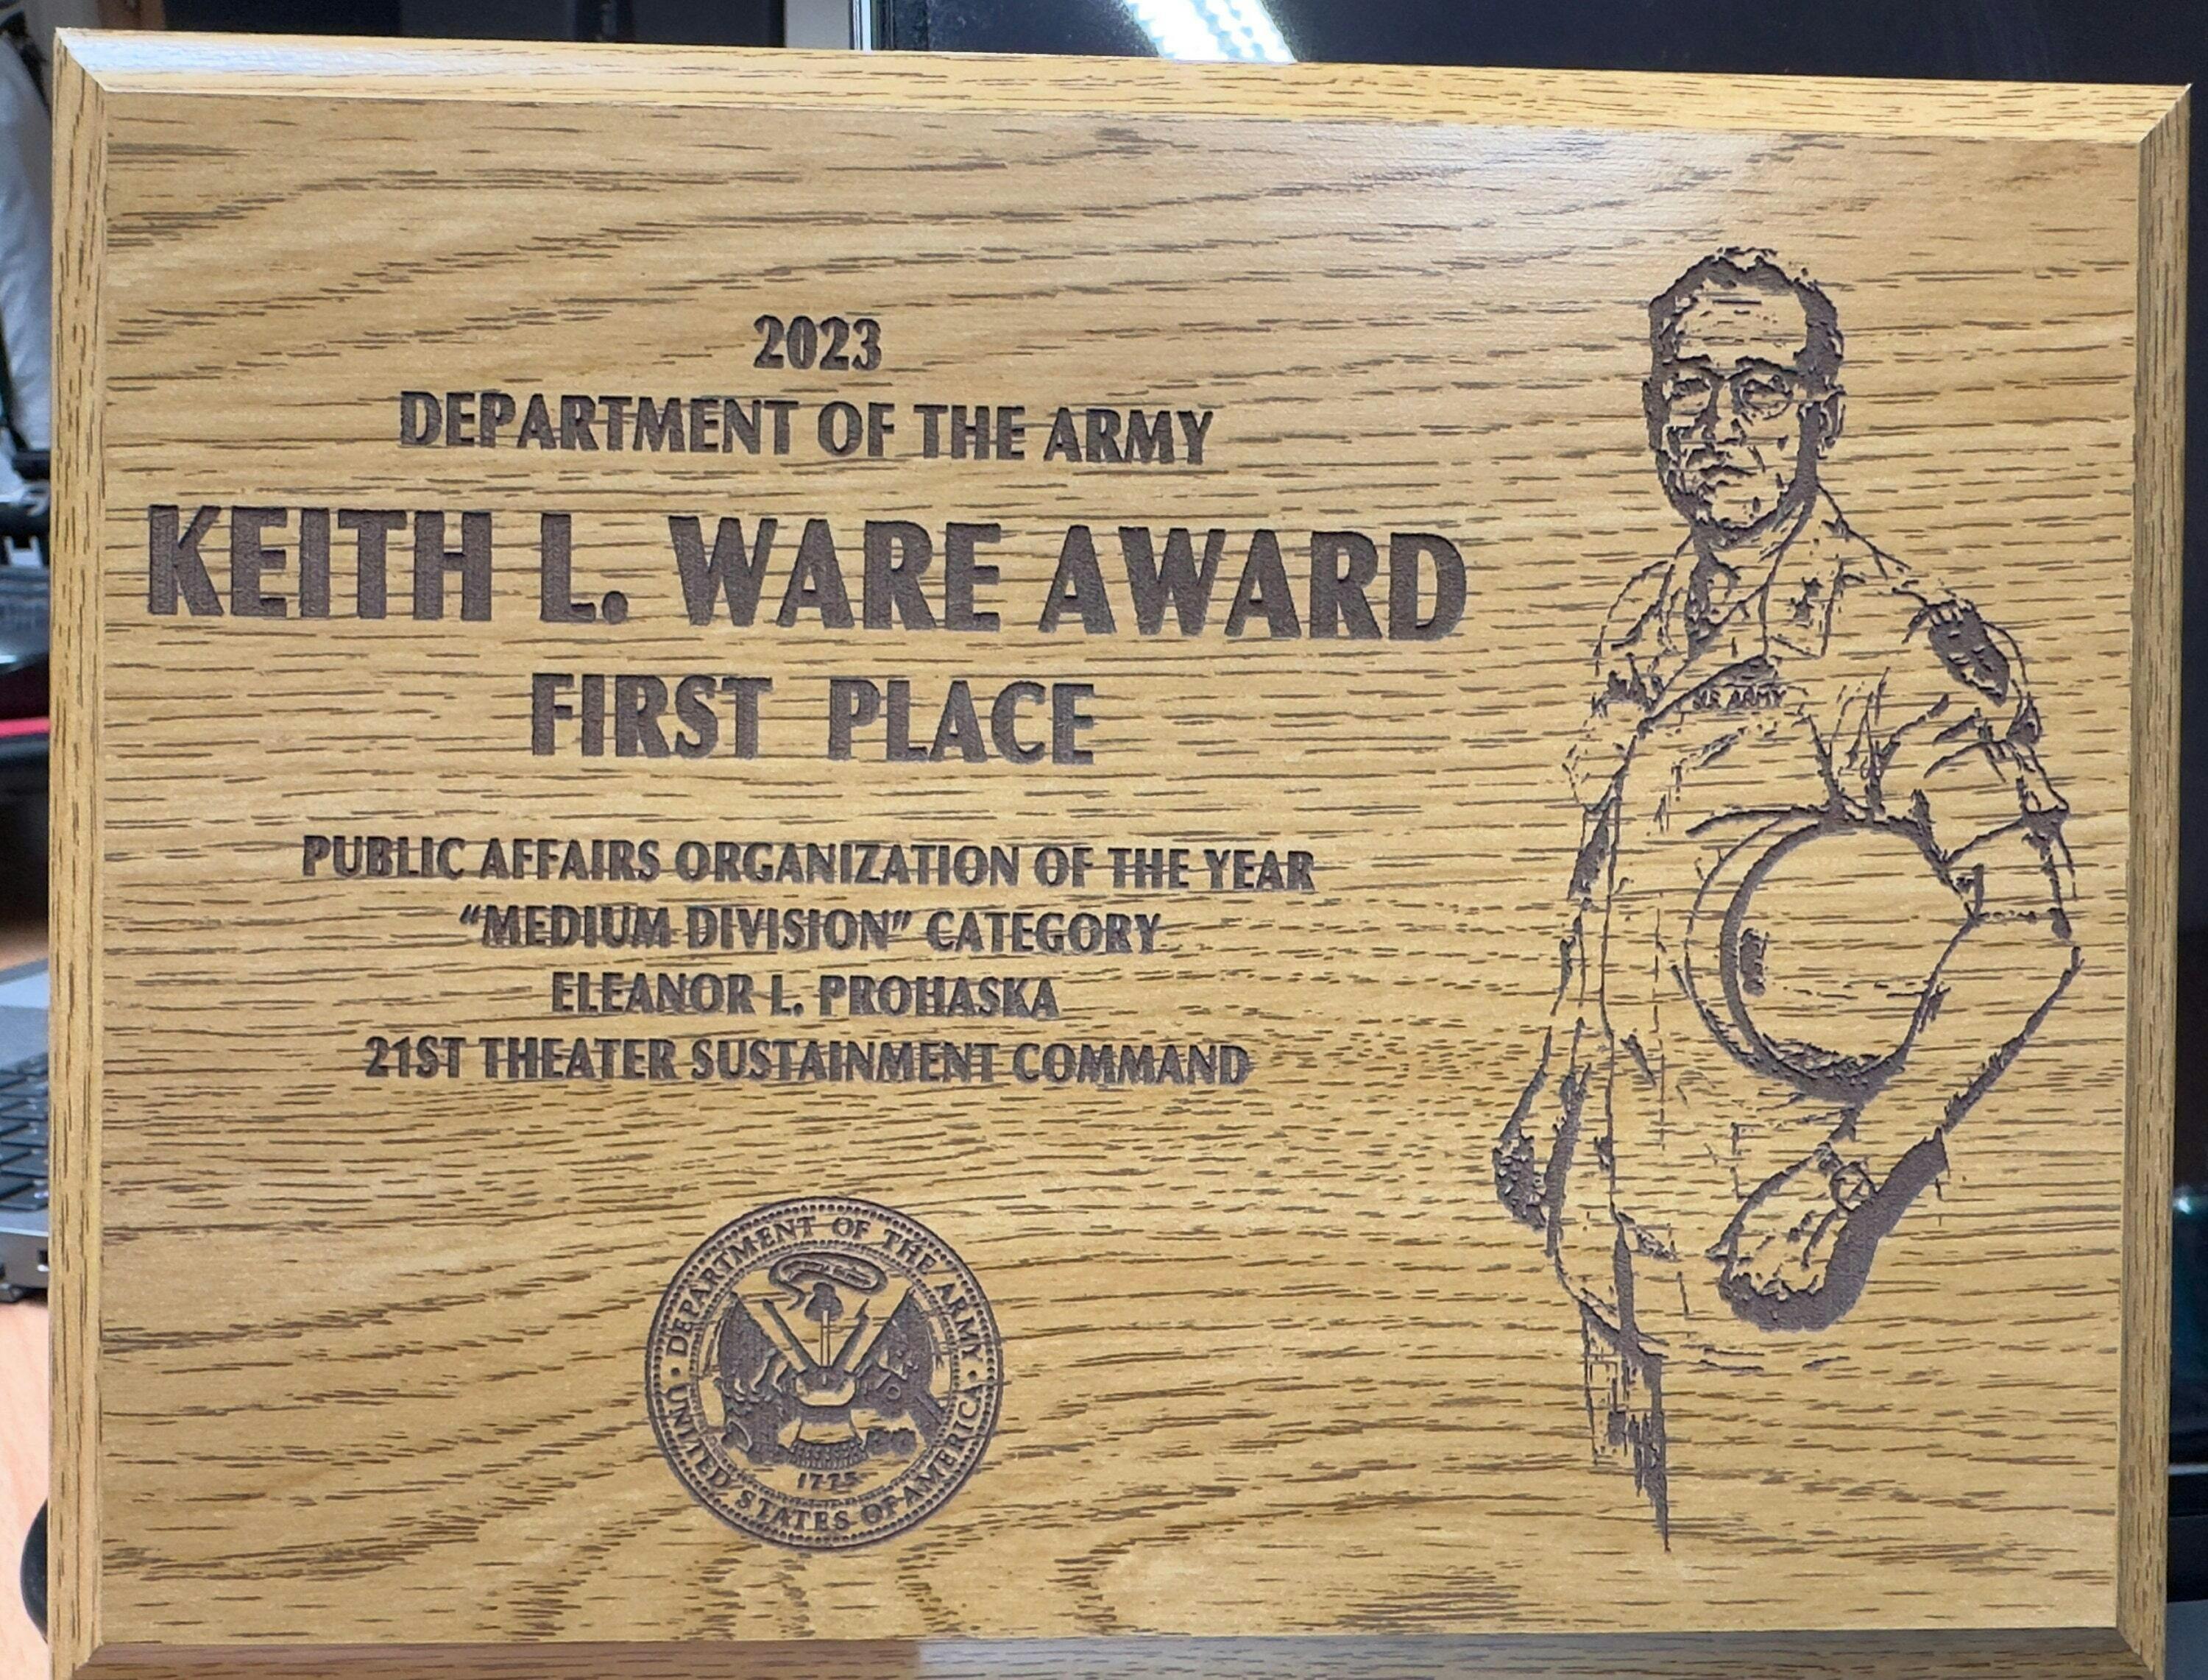 2023
DEPARTMENT OF THE ARMY
KEITH L. WARE AWARD
FIRST PLACE
PUBLIC AFFAIRS ORGANIZATION OF THE YEAR
“MEDIUM DIVISION” CATEGORY
ELEANOR L. PROHASKA
21ST THEATER SUSTAINMENT COMMAND
U.S. ARMY
DEPARTMENT OF THE ARMY
• UNITED STATES OF AMERICA •
1775